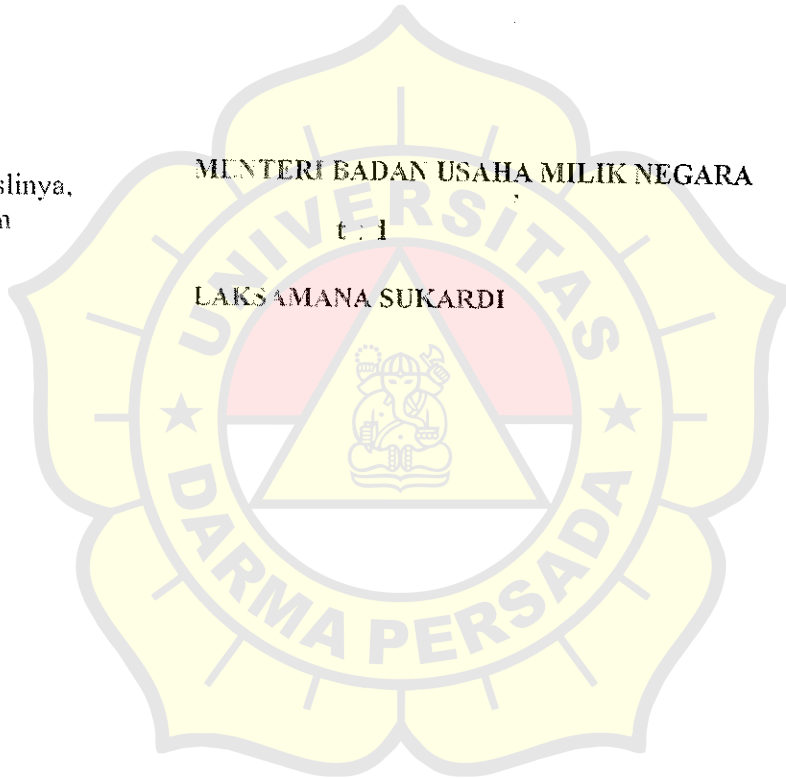 slinya,
MENTERI BADAN USAHA MILIK NEGARA
LAKSAMANA SUKARDI
UNIVERSITAS
DARMA PERSADA